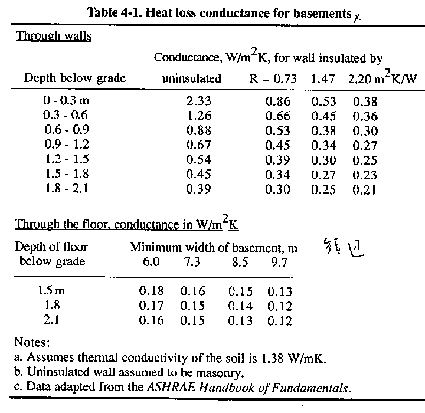 Table 4-1. Heat loss conductance for basements
Through walls
Conductance, W/m²K, for wall insulated by
Depth below grade uninsulated R = 0.73 1.47 2.20 m²K/W
0 - 0.3 m 2.33 0.86 0.53 0.38
0.3 - 0.6 1.26 0.66 0.45 0.36
0.6 - 0.9 0.88 0.53 0.38 0.30
0.9 - 1.2 0.67 0.45 0.34 0.27
1.2 - 1.5 0.54 0.39 0.30 0.25
1.5 - 1.8 0.45 0.34 0.27 0.23
1.8 - 2.1 0.39 0.30 0.25 0.21
Through the floor, conductance in W/m²K
Depth of floor Minimum width of basement, m
below grade 6.0 7.3 8.5 9.7
1.5 m 0.18 0.16 0.15 0.13
1.8 0.17 0.15 0.14 0.12
2.1 0.16 0.15 0.13 0.12
Notes:
a. Assumes thermal conductivity of the soil is 1.38 W/mK.
b. Uninsulated wall assumed to be masonry.
c. Data adapted from the ASHRAE Handbook of Fundamentals.